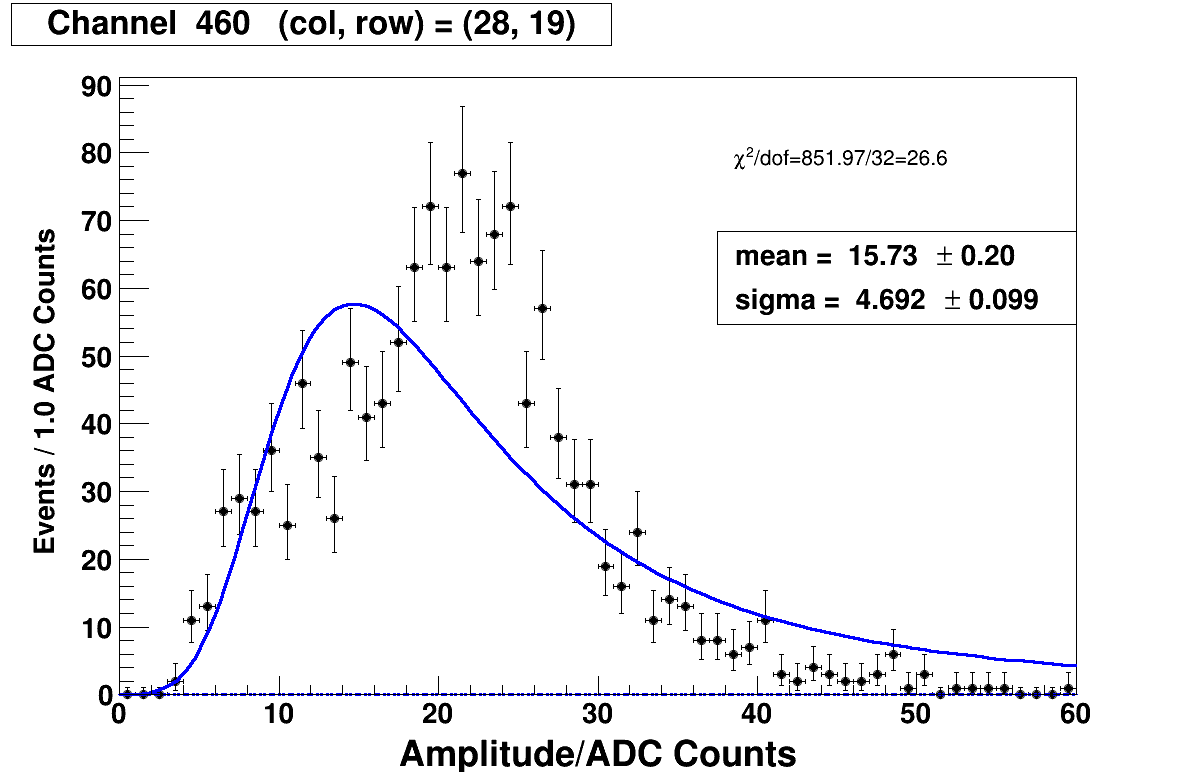 Channel 460 (col, row) = (28, 19)
Events / 1.0 ADC Counts
90
80
70
60
50
40
30
20
10
0
χ²/dof=851.97/32=26.6
mean = 15.73 ± 0.20
sigma = 4.692 ± 0.099
0 10 20 30 40 50 60
Amplitude/ADC Counts